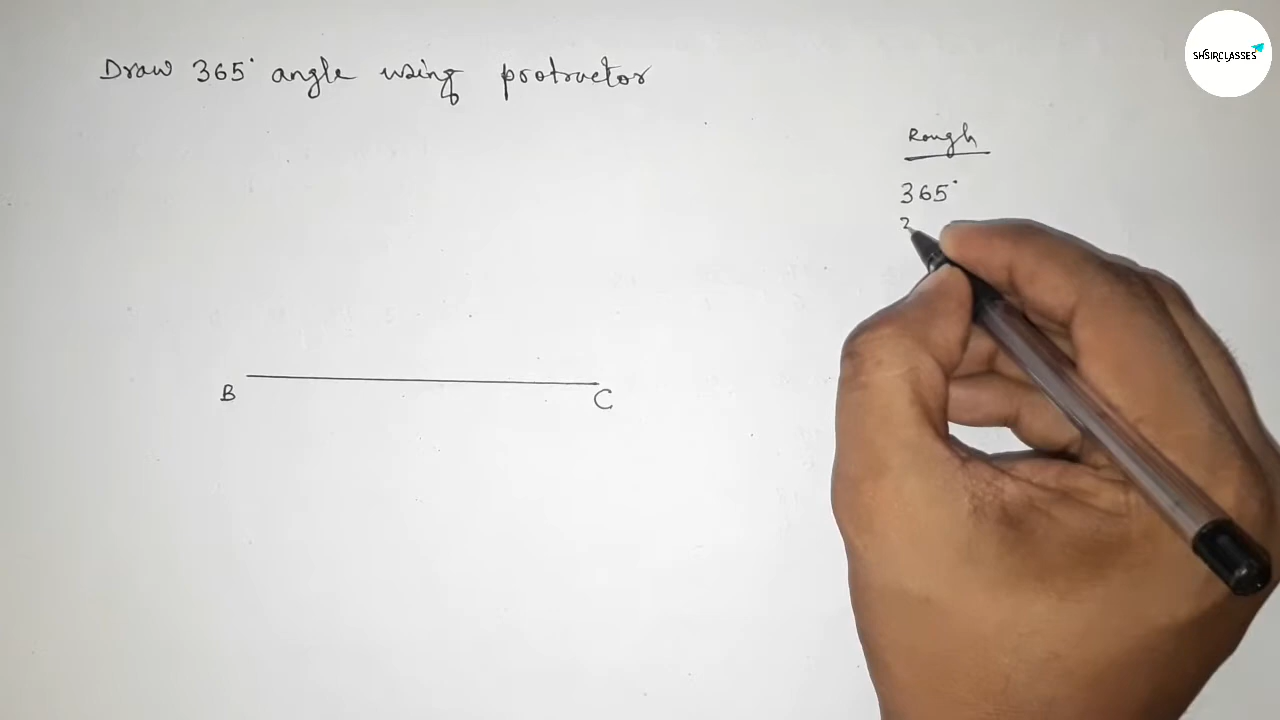 Draw 365° angle using protractor
SHSIRCLASSES
Rough
365°
B
C